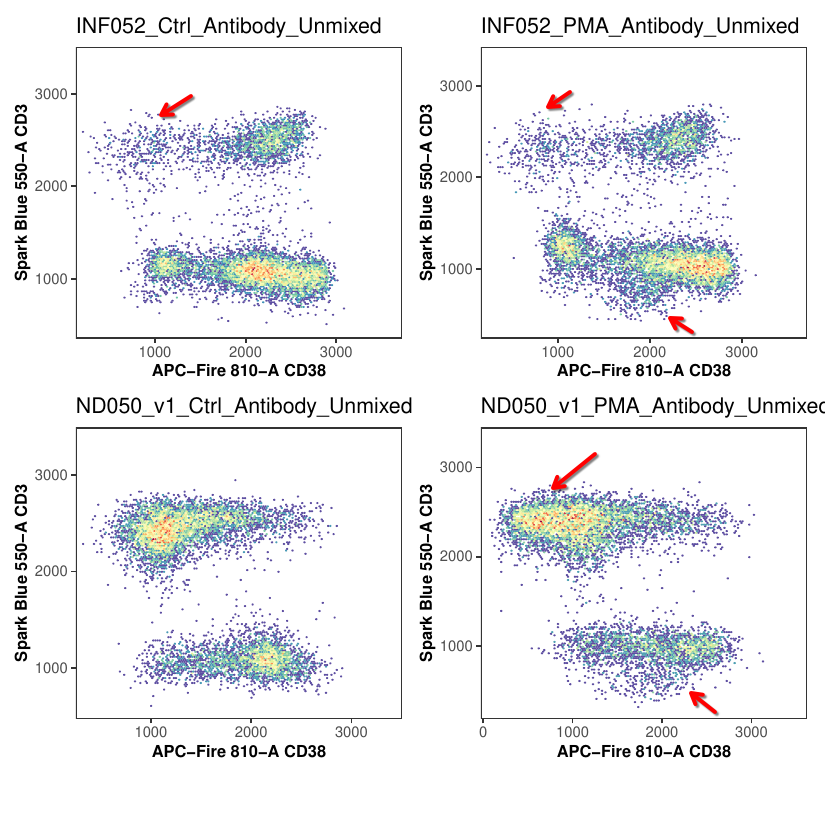 INF052_Ctrl_Antibody_Unmixed
Spark Blue 550−A CD3
3000
2000
1000
1000 2000 3000
APC−Fire 810−A CD38
INF052_PMA_Antibody_Unmixed
Spark Blue 550−A CD3
3000
2000
1000
1000 2000 3000
APC−Fire 810−A CD38
ND050_v1_Ctrl_Antibody_Unmixed
Spark Blue 550−A CD3
3000
2000
1000
1000 2000 3000
APC−Fire 810−A CD38
ND050_v1_PMA_Antibody_Unmixed
Spark Blue 550−A CD3
3000
2000
1000
0 1000 2000 3000
APC−Fire 810−A CD38